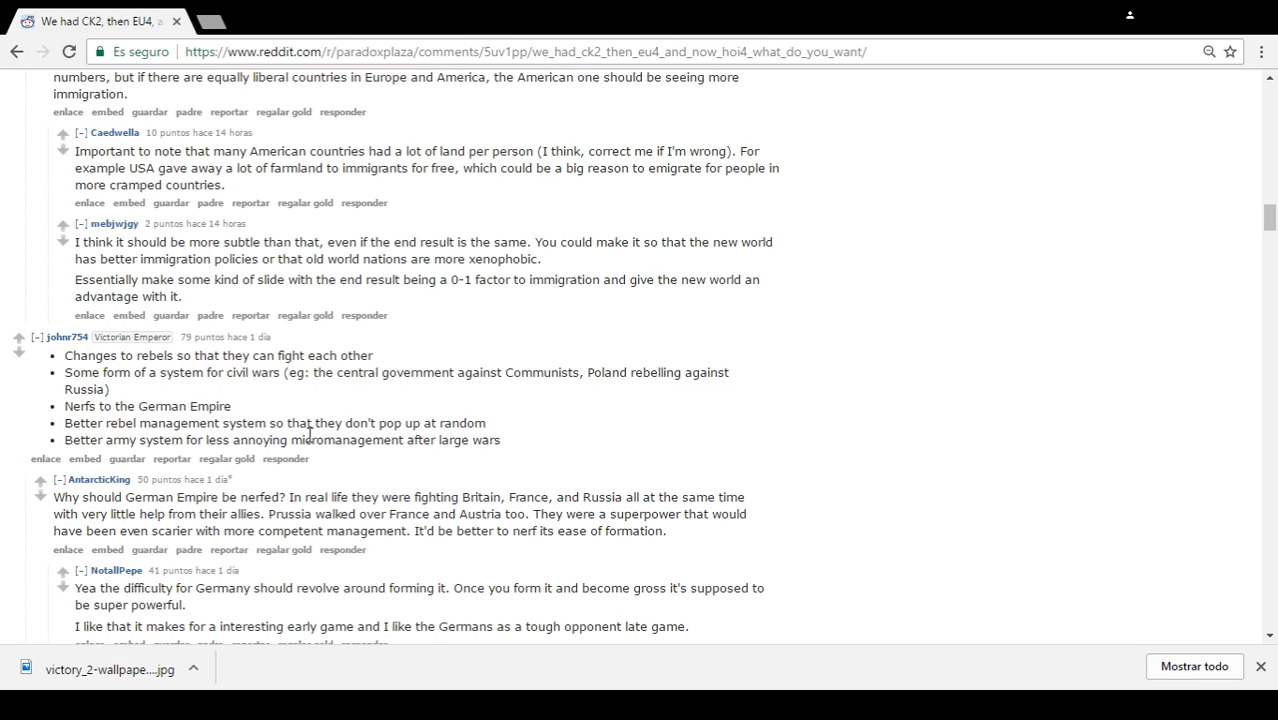 We had CK2, then EU4, a
Es seguro
https://www.reddit.com/r/paradoxplaza/comments/5uv1pp/we_had_ck2_then_eu4_and_now_hoi4_what_do_you_want/
numbers, but if there are equally liberal countries in Europe and America, the American one should be seeing more
immigration.
enlace embed guardar padre reportar regalar gold responder
[-] Caedwella 10 puntos hace 14 horas
Important to note that many American countries had a lot of land per person (I think, correct me if I'm wrong). For
example USA gave away a lot of farmland to immigrants for free, which could be a big reason to emigrate for people in
more cramped countries.
enlace embed guardar padre reportar regalar gold responder
[-] mebjwjgy 2 puntos hace 14 horas
I think it should be more subtle than that, even if the end result is the same. You could make it so that the new world
has better immigration policies or that old world nations are more xenophobic.
Essentially make some kind of slide with the end result being a 0-1 factor to immigration and give the new world an
advantage with it.
enlace embed guardar padre reportar regalar gold responder
[-] johnr754 Victorian Emperor 79 puntos hace 1 día
• Changes to rebels so that they can fight each other
• Some form of a system for civil wars (eg: the central government against Communists, Poland rebelling against
Russia)
• Nerfs to the German Empire
• Better rebel management system so that they don't pop up at random
• Better army system for less annoying micromanagement after large wars
enlace embed guardar reportar regalar gold responder
[-] AntarcticKing 50 puntos hace 1 día*
Why should German Empire be nerfed? In real life they were fighting Britain, France, and Russia all at the same time
with very little help from their allies. Prussia walked over France and Austria too. They were a superpower that would
have been even scarier with more competent management. It'd be better to nerf its ease of formation.
enlace embed guardar padre reportar regalar gold responder
[-] NotallPepe 41 puntos hace 1 día
Yea the difficulty for Germany should revolve around forming it. Once you form it and become gross it's supposed to
be super powerful.
I like that it makes for a interesting early game and I like the Germans as a tough opponent late game.
enlace embed guardar padre reportar regalar gold responder
victory_2-wallpape....jpg
Mostrar todo